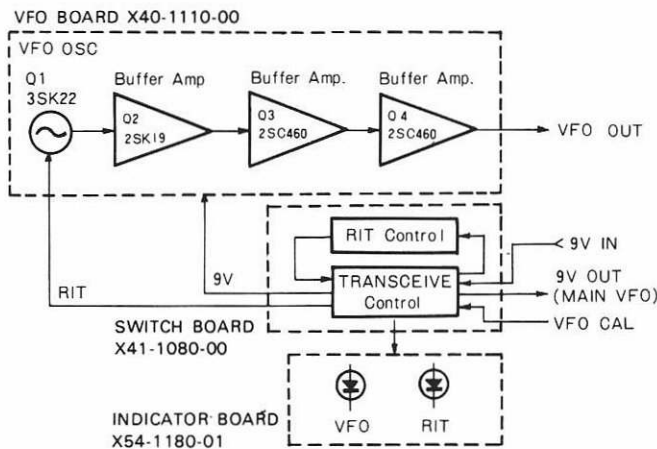 VFO BOARD X40-1110-00
VFO OSC
Q1
3SK22
Buffer Amp
Buffer Amp.
Buffer Amp.
Q2
2SK19
Q3
2SC460
Q4
2SC460
VFO OUT
RIT Control
9V IN
RIT
9V
TRANSCEIVE
Control
9V OUT
(MAIN VFO)
SWITCH BOARD
X41-1080-00
VFO CAL
INDICATOR BOARD
X54-1180-01
VFO
RIT